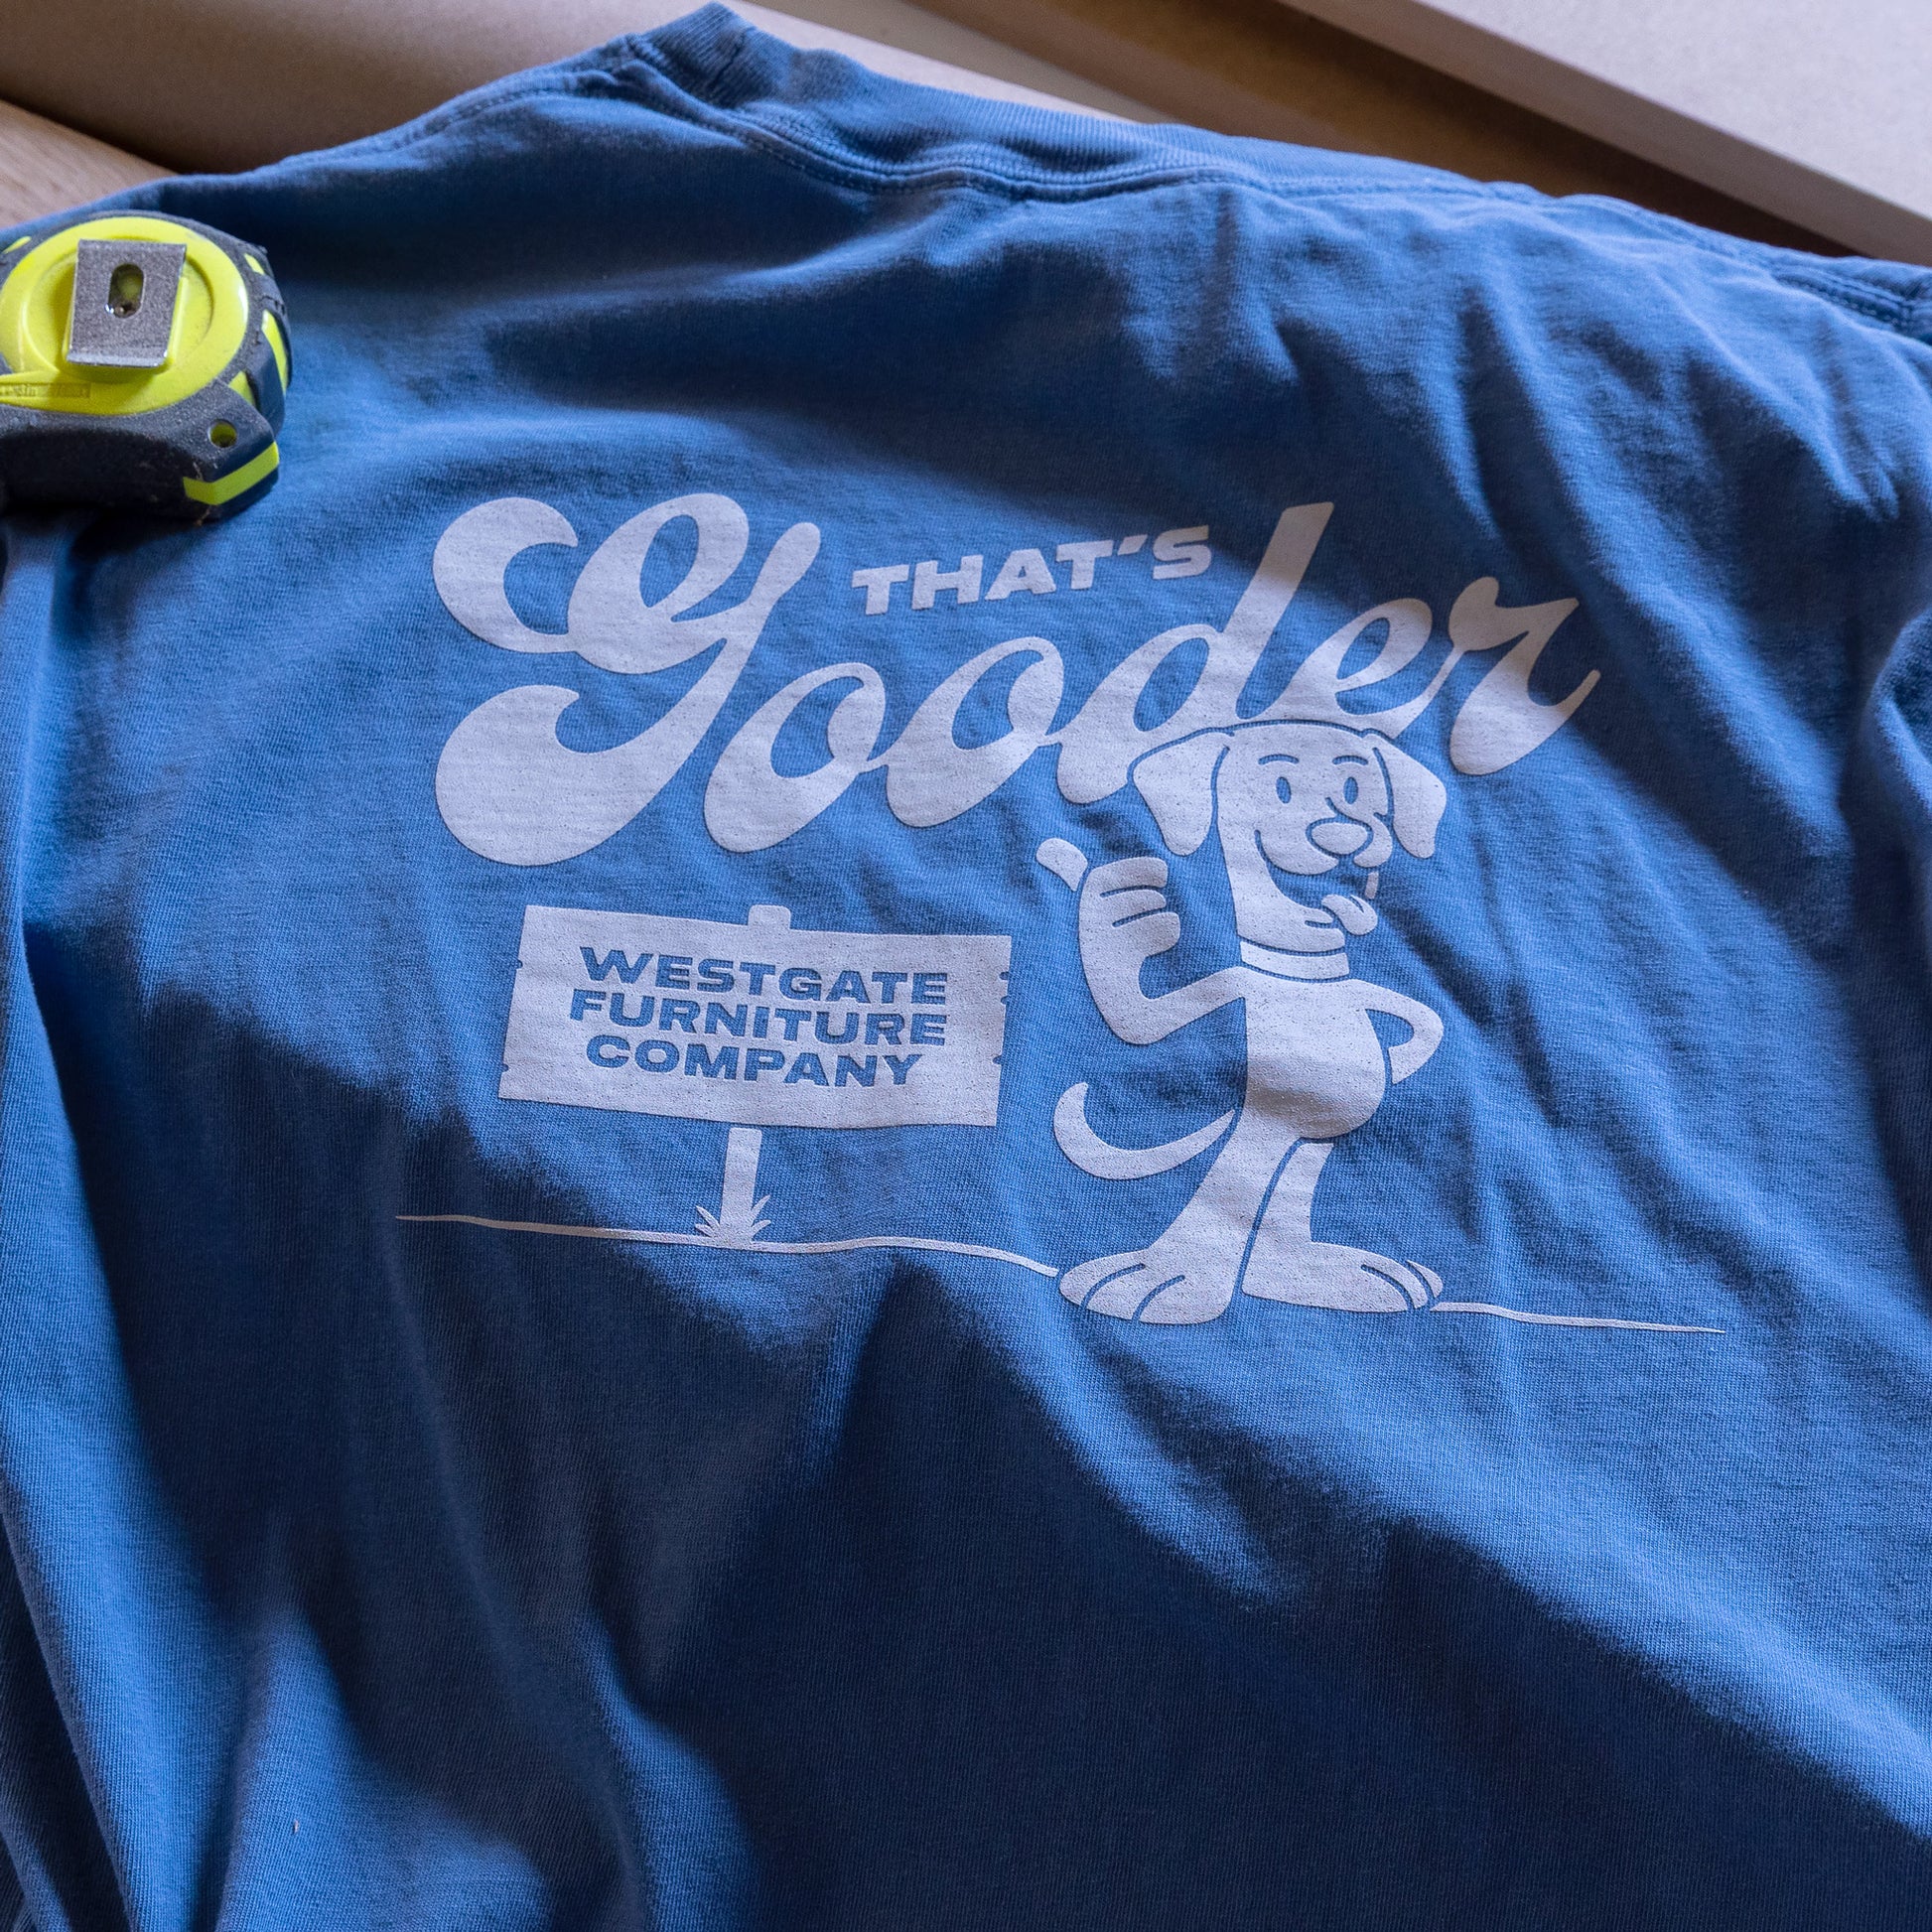 THAT'S
Gooder
WESTGATE
FURNITURE
COMPANY